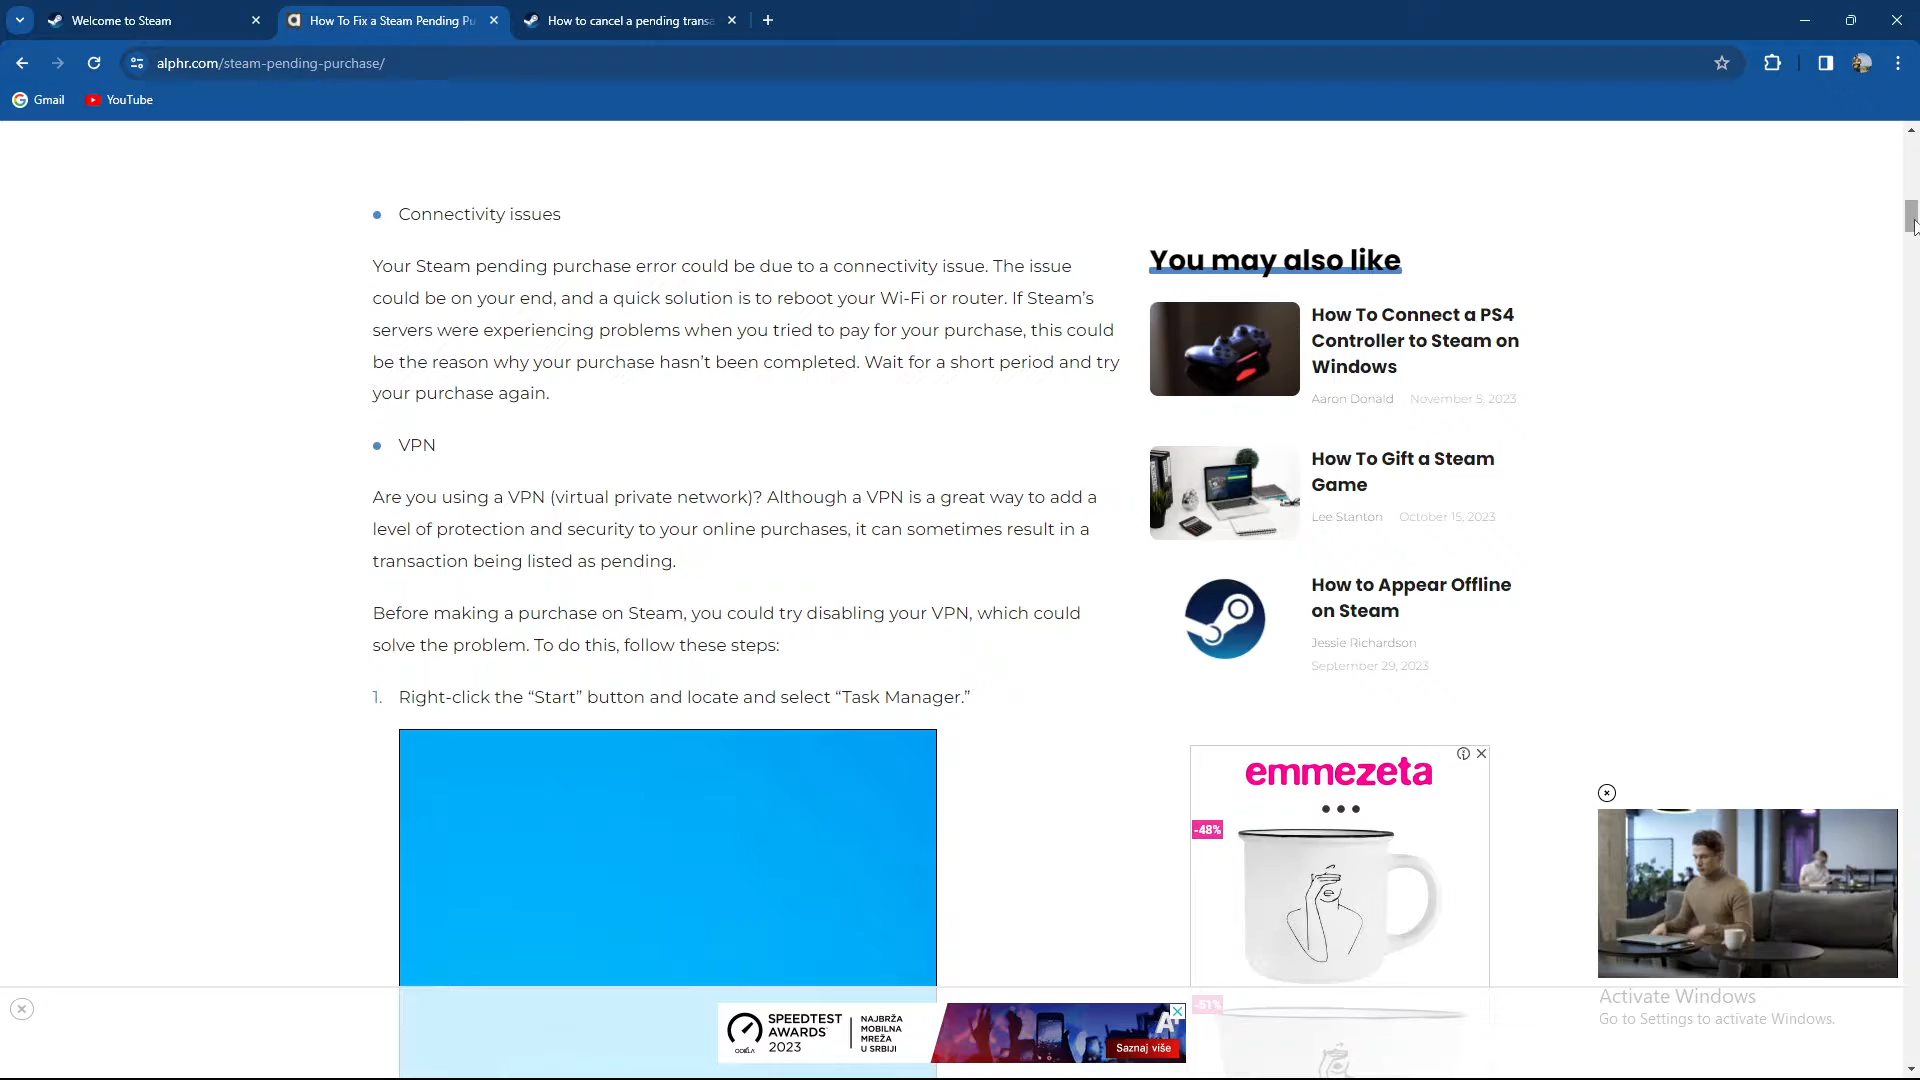 Welcome to Steam
How To Fix a Steam Pending Pu
How to cancel a pending transa
alphr.com/steam-pending-purchase/
Gmail
YouTube
Connectivity issues
Your Steam pending purchase error could be due to a connectivity issue. The issue
could be on your end, and a quick solution is to reboot your Wi-Fi or router. If Steam’s
servers were experiencing problems when you tried to pay for your purchase, this could
be the reason why your purchase hasn’t been completed. Wait for a short period and try
your purchase again.
VPN
Are you using a VPN (virtual private network)? Although a VPN is a great way to add a
level of protection and security to your online purchases, it can sometimes result in a
transaction being listed as pending.
Before making a purchase on Steam, you could try disabling your VPN, which could
solve the problem. To do this, follow these steps:
1. Right-click the “Start” button and locate and select “Task Manager.”
You may also like
How To Connect a PS4
Controller to Steam on
Windows
Aaron Donald November 5, 2023
How To Gift a Steam
Game
Lee Stanton October 15, 2023
How to Appear Offline
on Steam
Jessie Richardson
September 29, 2023
emmezeta
-48%
-51%
SPEEDTEST
AWARDS
2023
OOKLA
NAJBRŽA
MOBILNA
MREŽA
U SRBIJI
A+
Saznaj više
Activate Windows
Go to Settings to activate Windows.